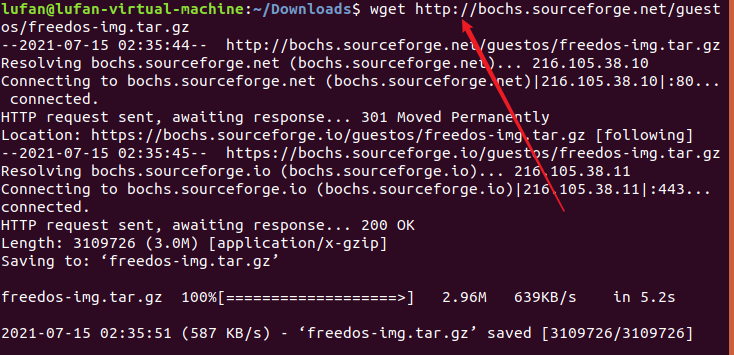 lufan@lufan-virtual-machine:~/Downloads$ wget http://bochs.sourceforge.net/guest
os/freedos-img.tar.gz
--2021-07-15 02:35:44--  http://bochs.sourceforge.net/guestos/freedos-img.tar.gz
Resolving bochs.sourceforge.net (bochs.sourceforge.net)... 216.105.38.10
Connecting to bochs.sourceforge.net (bochs.sourceforge.net)|216.105.38.10|:80...
 connected.
HTTP request sent, awaiting response... 301 Moved Permanently
Location: https://bochs.sourceforge.io/guestos/freedos-img.tar.gz [following]
--2021-07-15 02:35:45--  https://bochs.sourceforge.io/guestos/freedos-img.tar.gz
Resolving bochs.sourceforge.io (bochs.sourceforge.io)... 216.105.38.11
Connecting to bochs.sourceforge.io (bochs.sourceforge.io)|216.105.38.11|:443...
connected.
HTTP request sent, awaiting response... 200 OK
Length: 3109726 (3.0M) [application/x-gzip]
Saving to: ‘freedos-img.tar.gz’

freedos-img.tar.gz  100%[===================>]   2.96M   639KB/s    in 5.2s

2021-07-15 02:35:51 (587 KB/s) - ‘freedos-img.tar.gz’ saved [3109726/3109726]